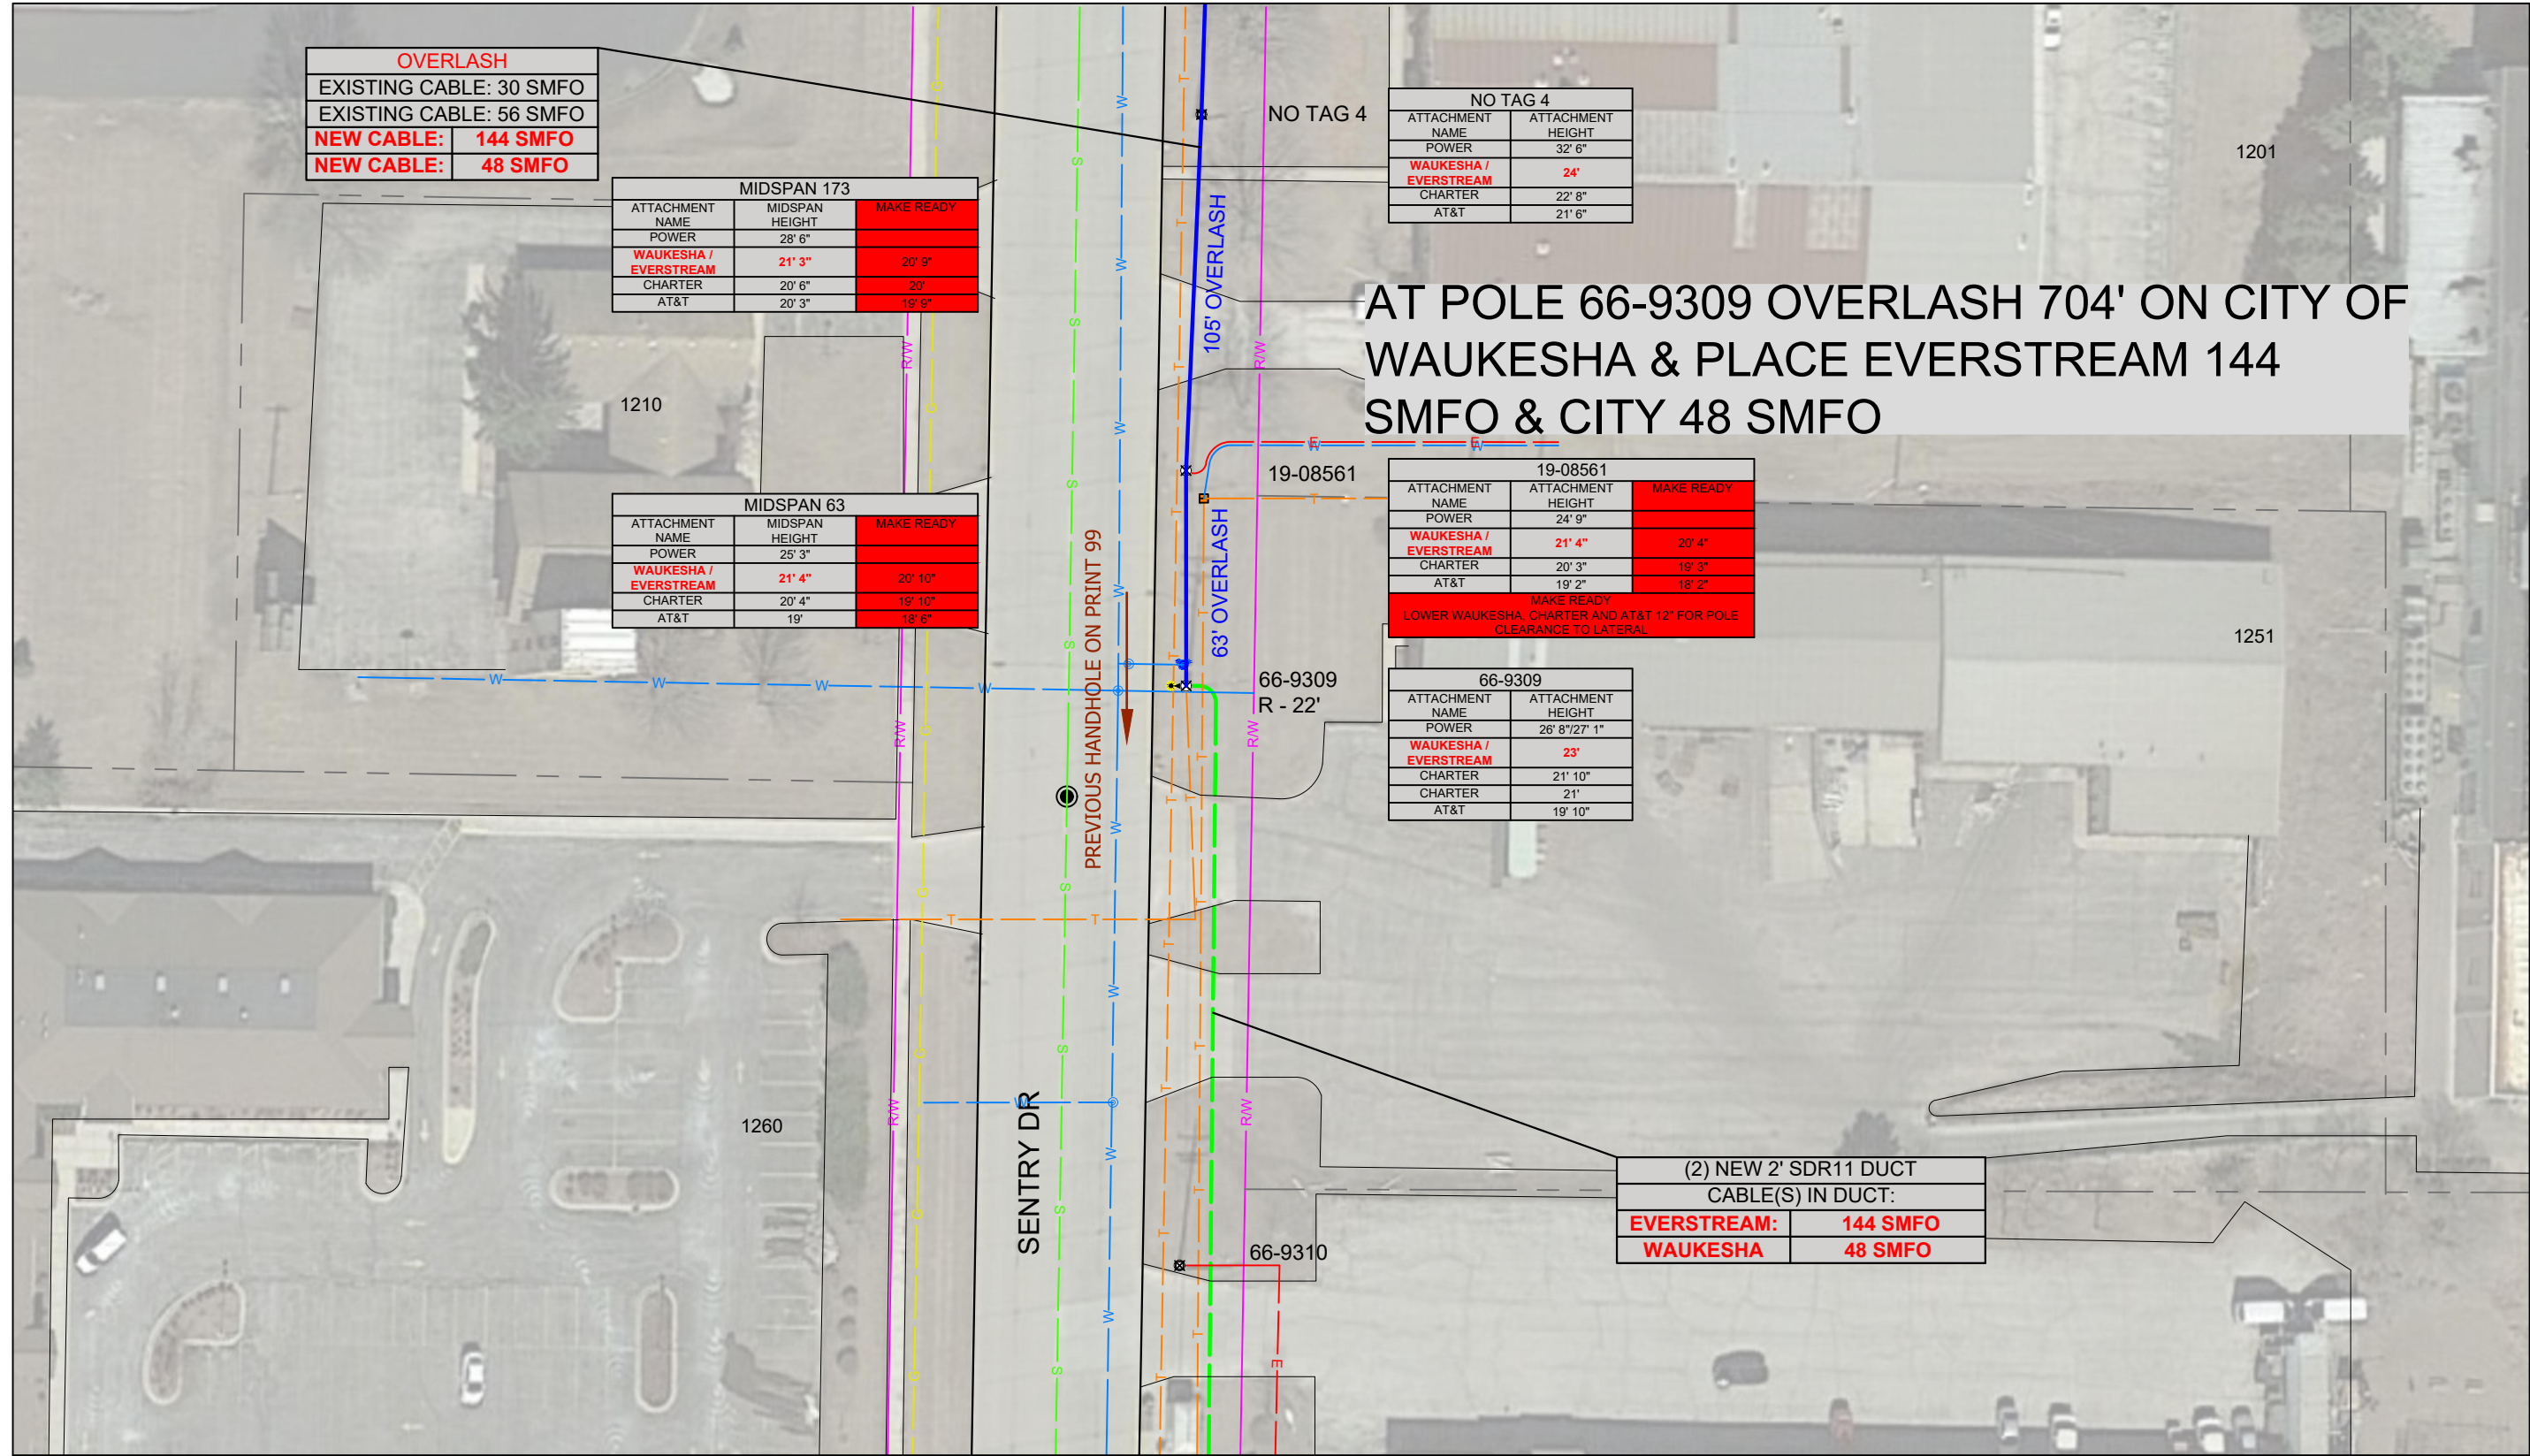 OVERLASH
EXISTING CABLE: 30 SMFO
EXISTING CABLE: 56 SMFO
NEW CABLE: 144 SMFO
NEW CABLE: 48 SMFO
MIDSPAN 173
ATTACHMENT NAME MIDSPAN HEIGHT MAKE READY
POWER 28' 6"
WAUKESHA / EVERSTREAM 21' 3" 20' 9"
CHARTER 20' 6" 20'
AT&T 20' 3" 19' 9"
NO TAG 4
NO TAG 4
ATTACHMENT NAME ATTACHMENT HEIGHT
POWER 32' 6"
WAUKESHA / EVERSTREAM 24'
CHARTER 22' 8"
AT&T 21' 6"
1201
105' OVERLASH
AT POLE 66-9309 OVERLASH 704' ON CITY OF
WAUKESHA & PLACE EVERSTREAM 144
SMFO & CITY 48 SMFO
1210
MIDSPAN 63
ATTACHMENT NAME MIDSPAN HEIGHT MAKE READY
POWER 25' 3"
WAUKESHA / EVERSTREAM 21' 4" 20' 10"
CHARTER 20' 4" 19' 10"
AT&T 19' 18' 6"
19-08561
19-08561
ATTACHMENT NAME ATTACHMENT HEIGHT MAKE READY
POWER 24' 9"
WAUKESHA / EVERSTREAM 21' 4" 20' 4"
CHARTER 20' 3" 19' 3"
AT&T 19' 2" 18' 2"
MAKE READY
LOWER WAUKESHA, CHARTER AND AT&T 12" FOR POLE
CLEARANCE TO LATERAL
63' OVERLASH
PREVIOUS HANDHOLE ON PRINT 99
1251
66-9309
R - 22'
66-9309
ATTACHMENT NAME ATTACHMENT HEIGHT
POWER 26' 8"/27' 1"
WAUKESHA / EVERSTREAM 23'
CHARTER 21' 10"
CHARTER 21'
AT&T 19' 10"
R/W
R/W
R/W
R/W
R/W
R/W
1260
SENTRY DR
66-9310
(2) NEW 2' SDR11 DUCT
CABLE(S) IN DUCT:
EVERSTREAM: 144 SMFO
WAUKESHA 48 SMFO